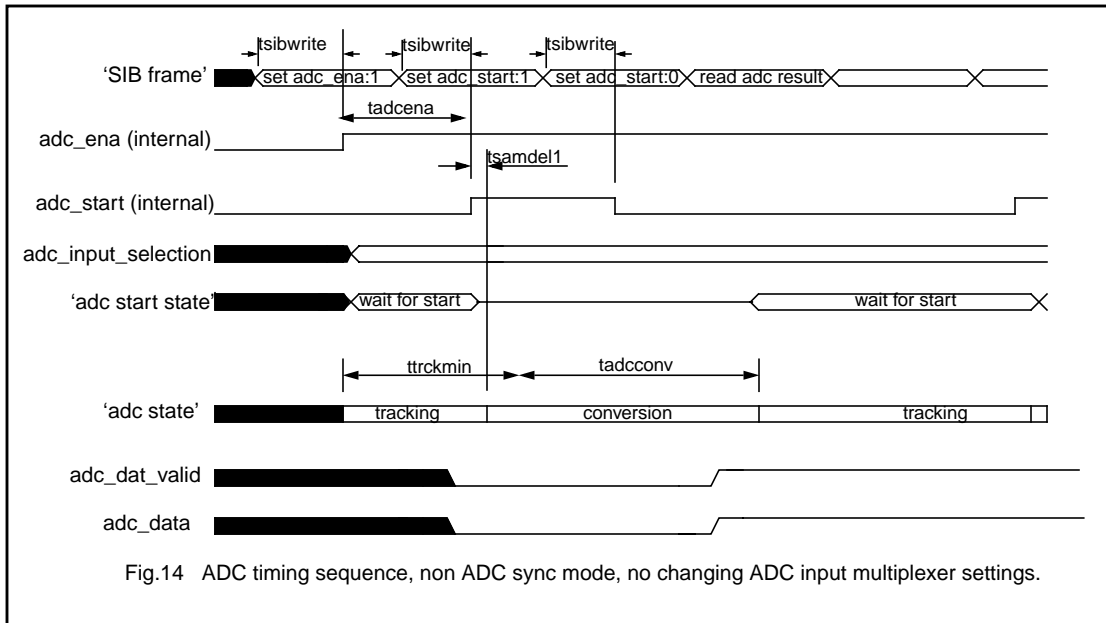 tsibwrite tsibwrite tsibwrite
‘SIB frame’ set adc_ena:1 set adc_start:1 set adc_start:0 read adc result
tadcena
adc_ena (internal)
tsamdel1
adc_start (internal)
adc_input_selection
‘adc start state’ wait for start wait for start
ttrckmin tadcconv
‘adc state’ tracking conversion tracking
adc_dat_valid
adc_data
Fig.14 ADC timing sequence, non ADC sync mode, no changing ADC input multiplexer settings.